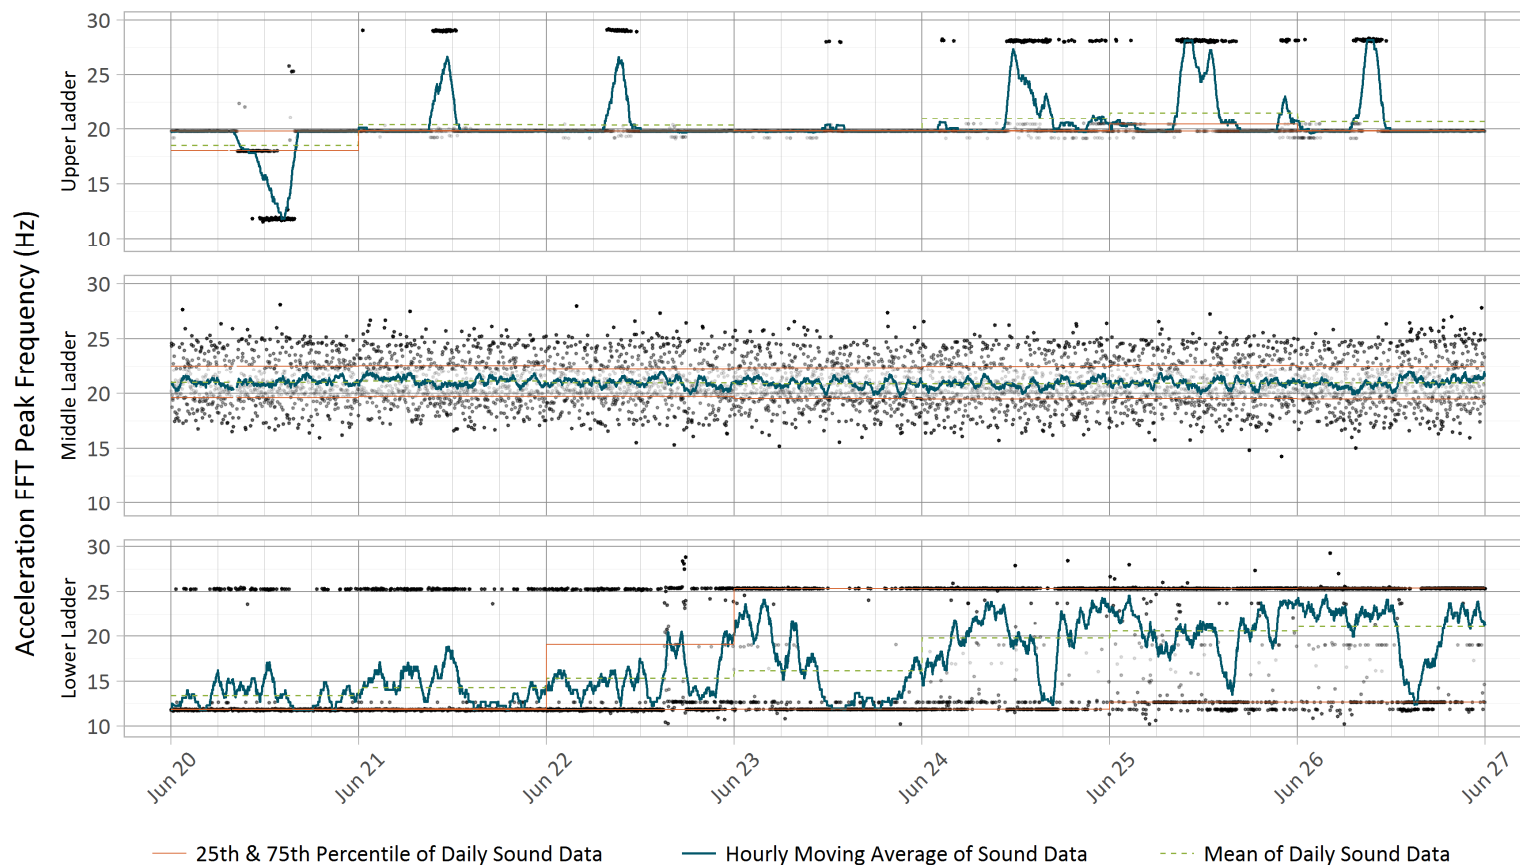 Acceleration FFT Peak Frequency (Hz)
Upper Ladder
30
25
20
15
10
Middle Ladder
30
25
20
15
10
Lower Ladder
30
25
20
15
10
Jun 20
Jun 21
Jun 22
Jun 23
Jun 24
Jun 25
Jun 26
Jun 27
25th & 75th Percentile of Daily Sound Data
Hourly Moving Average of Sound Data
Mean of Daily Sound Data